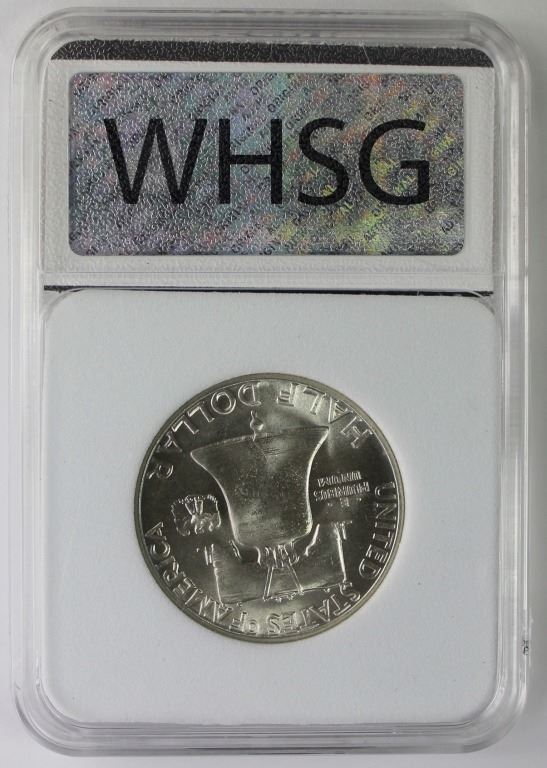 WHSG
UNITED STATES OF AMERICA
E
PLURIBUS
UNUM
HALF DOLLAR